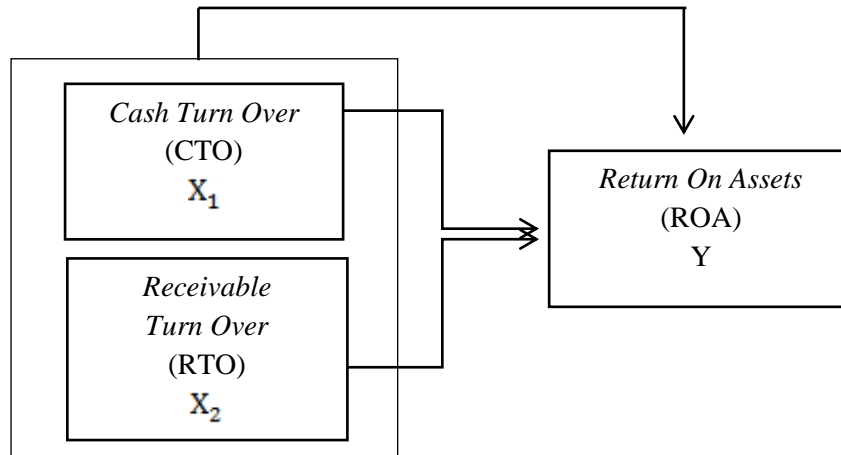 Cash Turn Over
(CTO)
X₁
Return On Assets
(ROA)
Y
Receivable
Turn Over
(RTO)
X₂